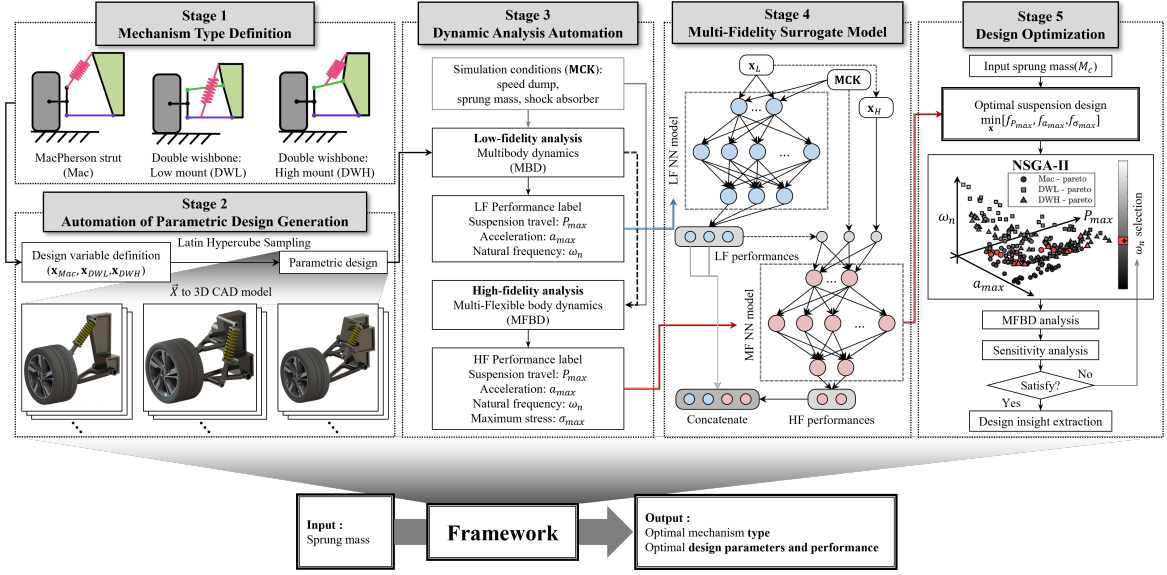 Stage 1
Mechanism Type Definition
MacPherson strut
(Mac)
Double wishbone:
Low mount (DWL)
Double wishbone:
High mount (DWH)
Stage 2
Automation of Parametric Design Generation
Latin Hypercube Sampling
Design variable definition
(x_Mac, x_DWL, x_DWH)
Parametric design
X⃗ to 3D CAD model
Stage 3
Dynamic Analysis Automation
Simulation conditions (MCK):
speed dump,
sprung mass, shock absorber
Low-fidelity analysis
Multibody dynamics
(MBD)
LF Performance label
Suspension travel: P_max
Acceleration: a_max
Natural frequency: ω_n
High-fidelity analysis
Multi-Flexible body dynamics
(MFBD)
HF Performance label
Suspension travel: P_max
Acceleration: a_max
Natural frequency: ω_n
Maximum stress: σ_max
Stage 4
Multi-Fidelity Surrogate Model
x_L
MCK
x_H
LF NN model
...
...
LF performances
MF NN model
...
...
Concatenate
HF performances
Stage 5
Design Optimization
Input sprung mass(M_c)
Optimal suspension design
min_x[f_P_max, f_a_max, f_σ_max]
NSGA-II
Mac - pareto
DWL - pareto
DWH - pareto
ω_n
P_max
a_max
ω_n selection
MFBD analysis
Sensitivity analysis
Satisfy?
No
Yes
Design insight extraction
Input :
Sprung mass
Framework
Output :
Optimal mechanism type
Optimal design parameters and performance